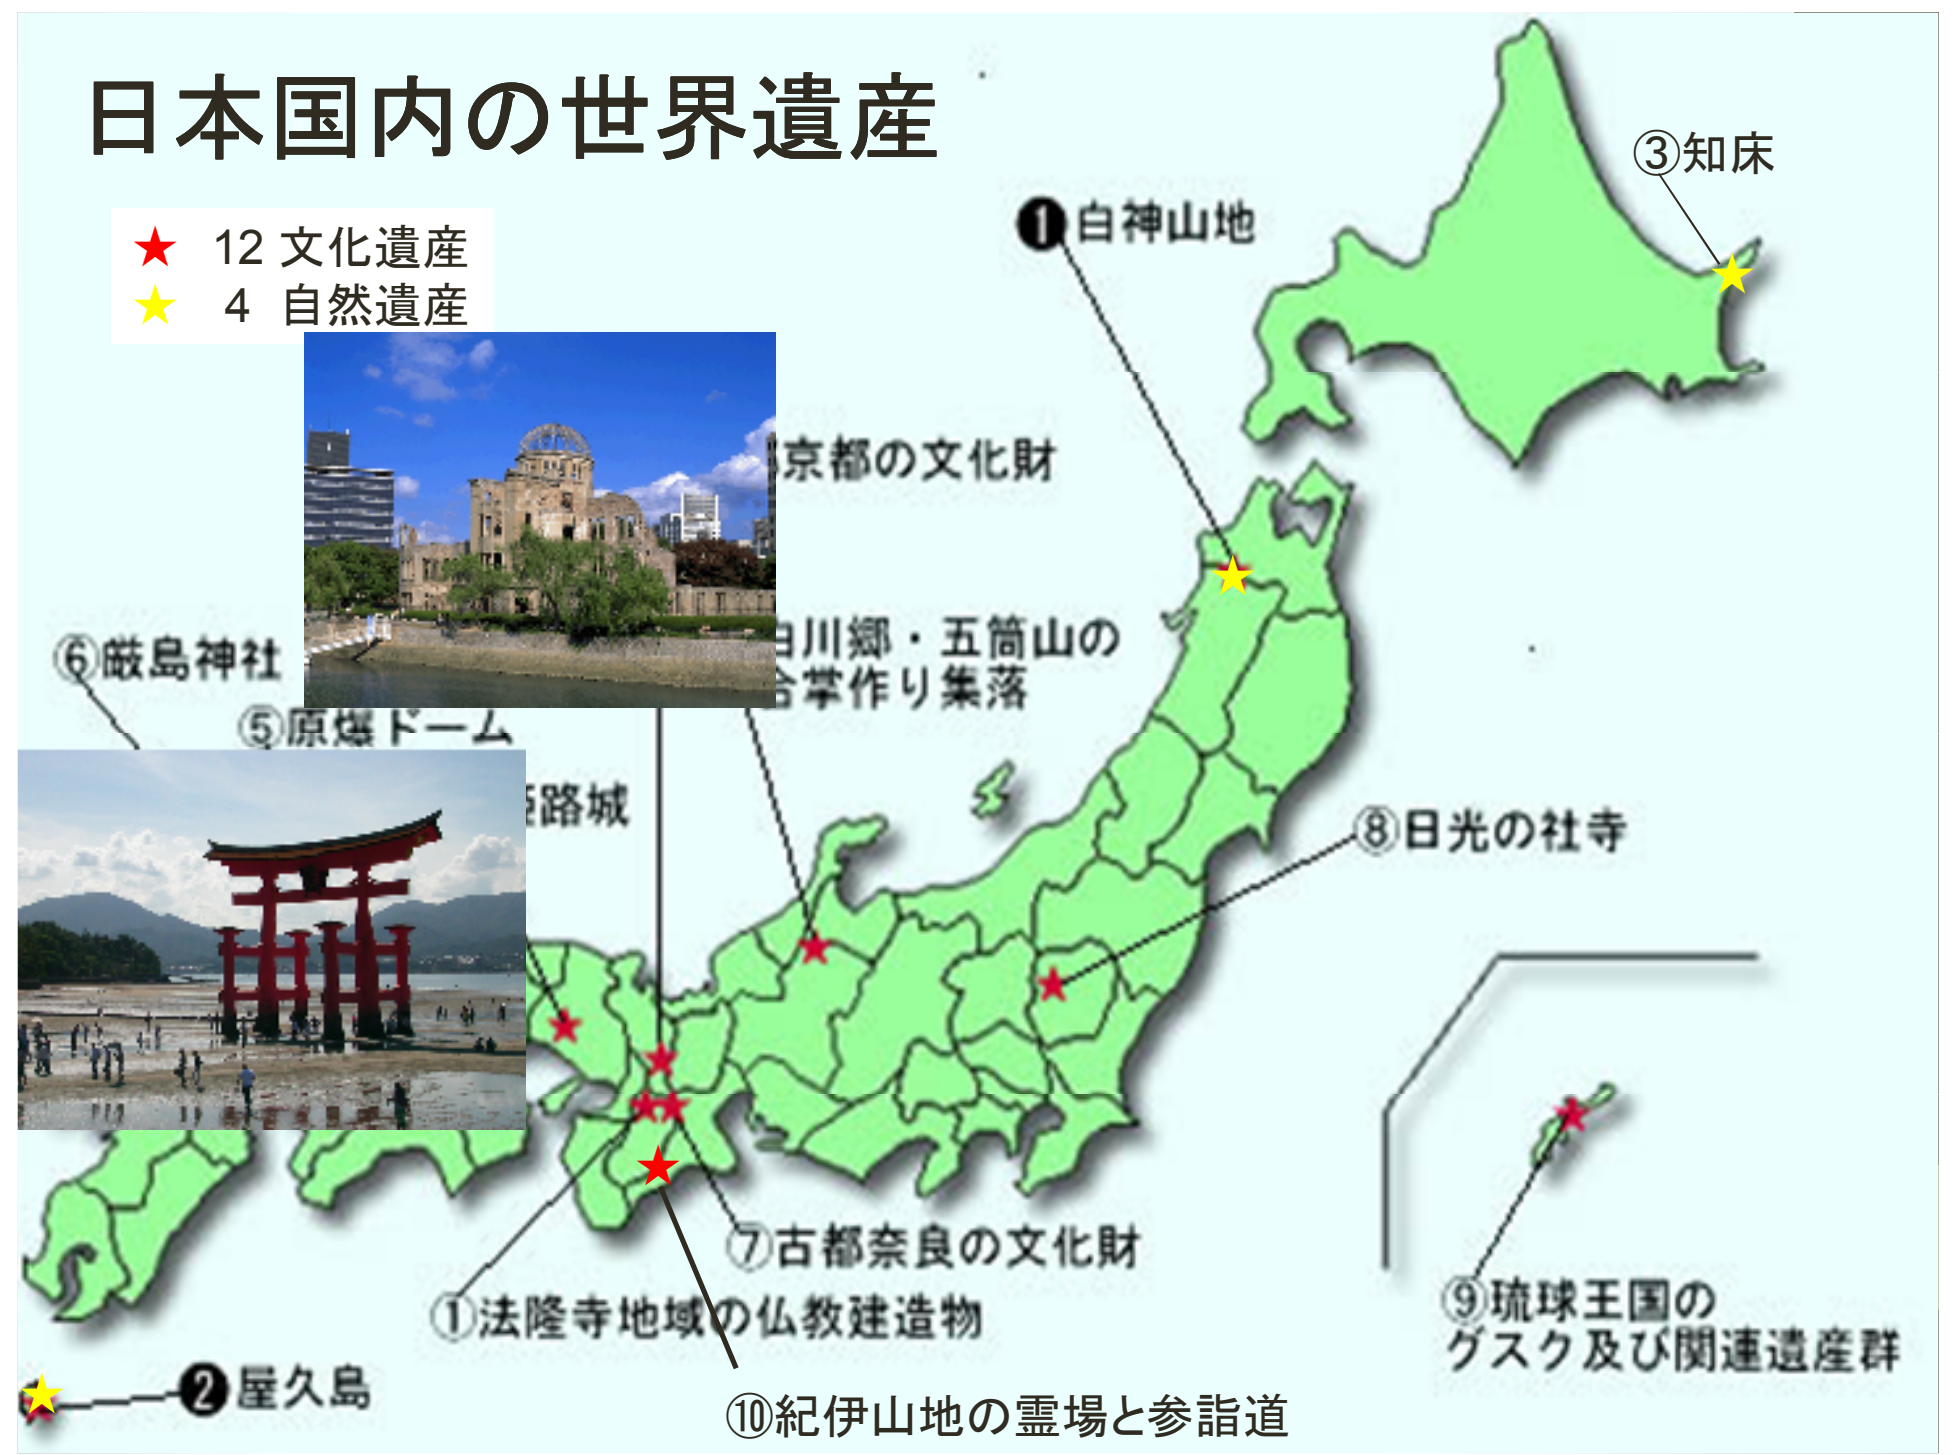 日本国内の世界遺産
★ 12 文化遺産
★ 4 自然遺産
③知床
❶白神山地
京都の文化財
川郷・五筒山の
掌作り集落
⑥厳島神社
⑤原爆ドーム
路城
⑧日光の社寺
⑦古都奈良の文化財
①法隆寺地域の仏教建造物
⑨琉球王国の
グスク及び関連遺産群
❷屋久島
⑩紀伊山地の霊場と参詣道